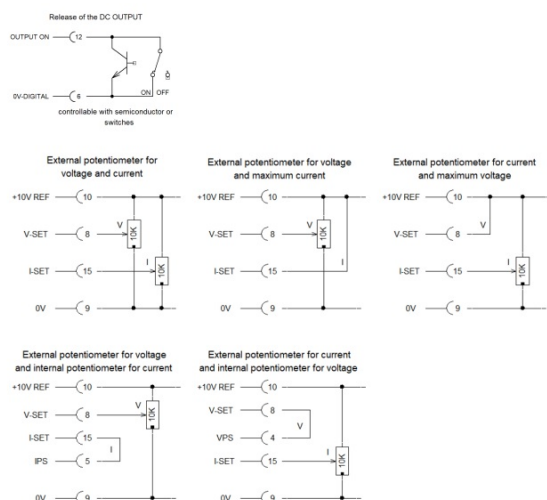 Release of the DC OUTPUT
OUTPUT ON 12
0V-DIGITAL 6 ON OFF
controllable with semiconductor or
switches
External potentiometer for
voltage and current
+10V REF 10
V-SET 8 V 10K
I-SET 15 I 10K
0V 9
External potentiometer for voltage
and maximum current
+10V REF 10
V-SET 8 V 10K
I-SET 15 I
0V 9
External potentiometer for current
and maximum voltage
+10V REF 10
V-SET 8 V
I-SET 15 I 10K
0V 9
External potentiometer for voltage
and internal potentiometer for current
+10V REF 10
V-SET 8 V 10K
I-SET 15 I
IPS 5
0V 9
External potentiometer for current
and internal potentiometer for voltage
+10V REF 10
V-SET 8 V
VPS 4
I-SET 15 I 10K
0V 9